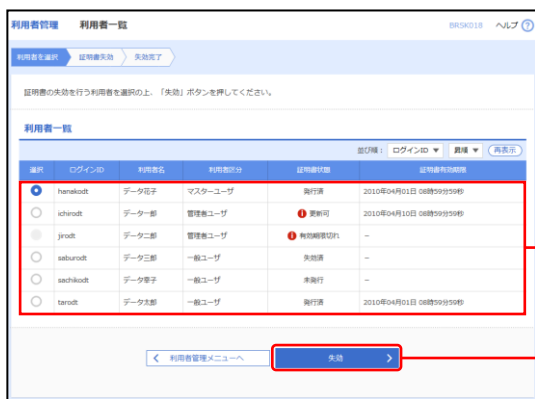 利用者管理 利用者一覧 BRSK018 ヘルプ ?
利用者を選択 証明書失効 失効完了
証明書の失効を行う利用者を選択の上、「失効」ボタンを押してください。
利用者一覧
並び順： ログインID ▼ 昇順 ▼ 再表示
選択 ログインID 利用者名 利用者区分 証明書状態 証明書有効期限
hanakodt データ花子 マスターユーザ 発行済 2010年04月01日 08時59分59秒
ichirodt データ一郎 管理者ユーザ ! 更新可 2010年04月10日 08時59分59秒
jirodt データ二郎 管理者ユーザ ! 有効期限切れ －
saburodt データ三郎 一般ユーザ 失効済 －
sachikodt データ幸子 一般ユーザ 未発行 －
tarodt データ太郎 一般ユーザ 発行済 2010年04月01日 08時59分59秒
利用者管理メニューへ 失効